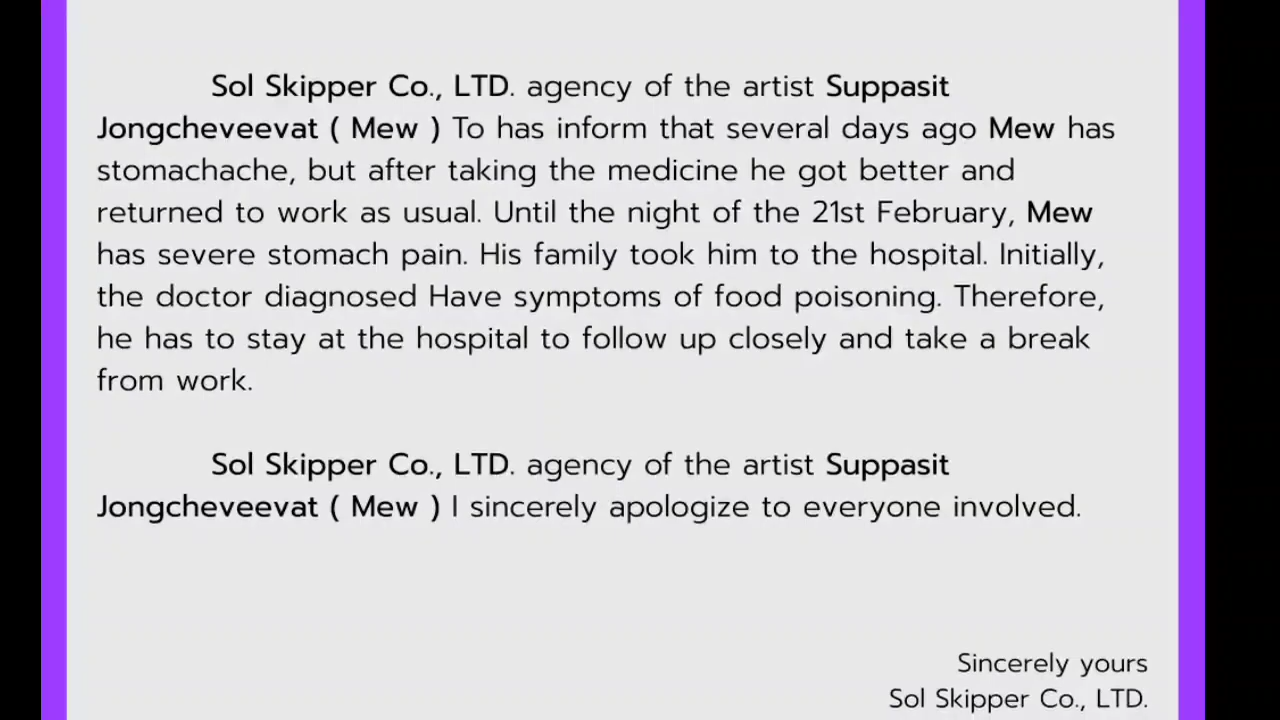 Sol Skipper Co., LTD. agency of the artist Suppasit
Jongcheveevat ( Mew ) To has inform that several days ago Mew has
stomachache, but after taking the medicine he got better and
returned to work as usual. Until the night of the 21st February, Mew
has severe stomach pain. His family took him to the hospital. Initially,
the doctor diagnosed Have symptoms of food poisoning. Therefore,
he has to stay at the hospital to follow up closely and take a break
from work.
Sol Skipper Co., LTD. agency of the artist Suppasit
Jongcheveevat ( Mew ) I sincerely apologize to everyone involved.
Sincerely yours
Sol Skipper Co., LTD.